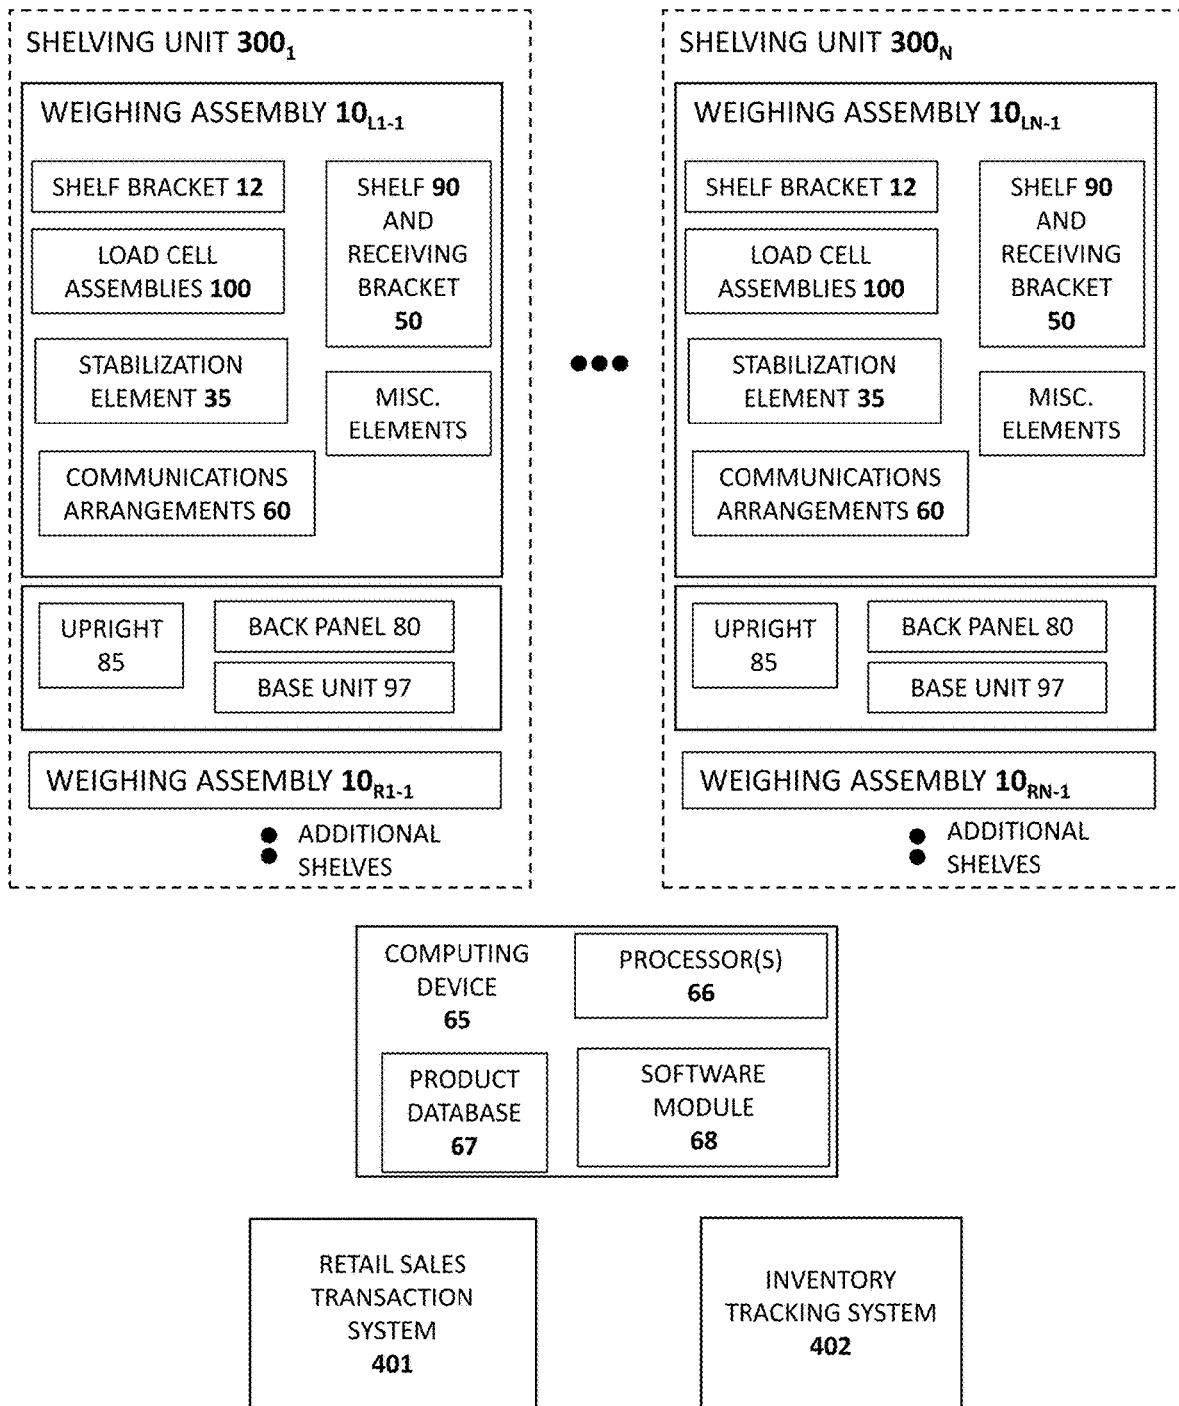 SHELVING UNIT 300₁
WEIGHING ASSEMBLY 10L1-1
SHELF BRACKET 12
LOAD CELL
ASSEMBLIES 100
STABILIZATION
ELEMENT 35
COMMUNICATIONS
ARRANGEMENTS 60
SHELF 90
AND
RECEIVING
BRACKET
50
MISC.
ELEMENTS
UPRIGHT
85
BACK PANEL 80
BASE UNIT 97
WEIGHING ASSEMBLY 10R1-1
ADDITIONAL
SHELVES
SHELVING UNIT 300N
WEIGHING ASSEMBLY 10LN-1
SHELF BRACKET 12
LOAD CELL
ASSEMBLIES 100
STABILIZATION
ELEMENT 35
COMMUNICATIONS
ARRANGEMENTS 60
SHELF 90
AND
RECEIVING
BRACKET
50
MISC.
ELEMENTS
UPRIGHT
85
BACK PANEL 80
BASE UNIT 97
WEIGHING ASSEMBLY 10RN-1
ADDITIONAL
SHELVES
COMPUTING
DEVICE
65
PROCESSOR(S)
66
PRODUCT
DATABASE
67
SOFTWARE
MODULE
68
RETAIL SALES
TRANSACTION
SYSTEM
401
INVENTORY
TRACKING SYSTEM
402